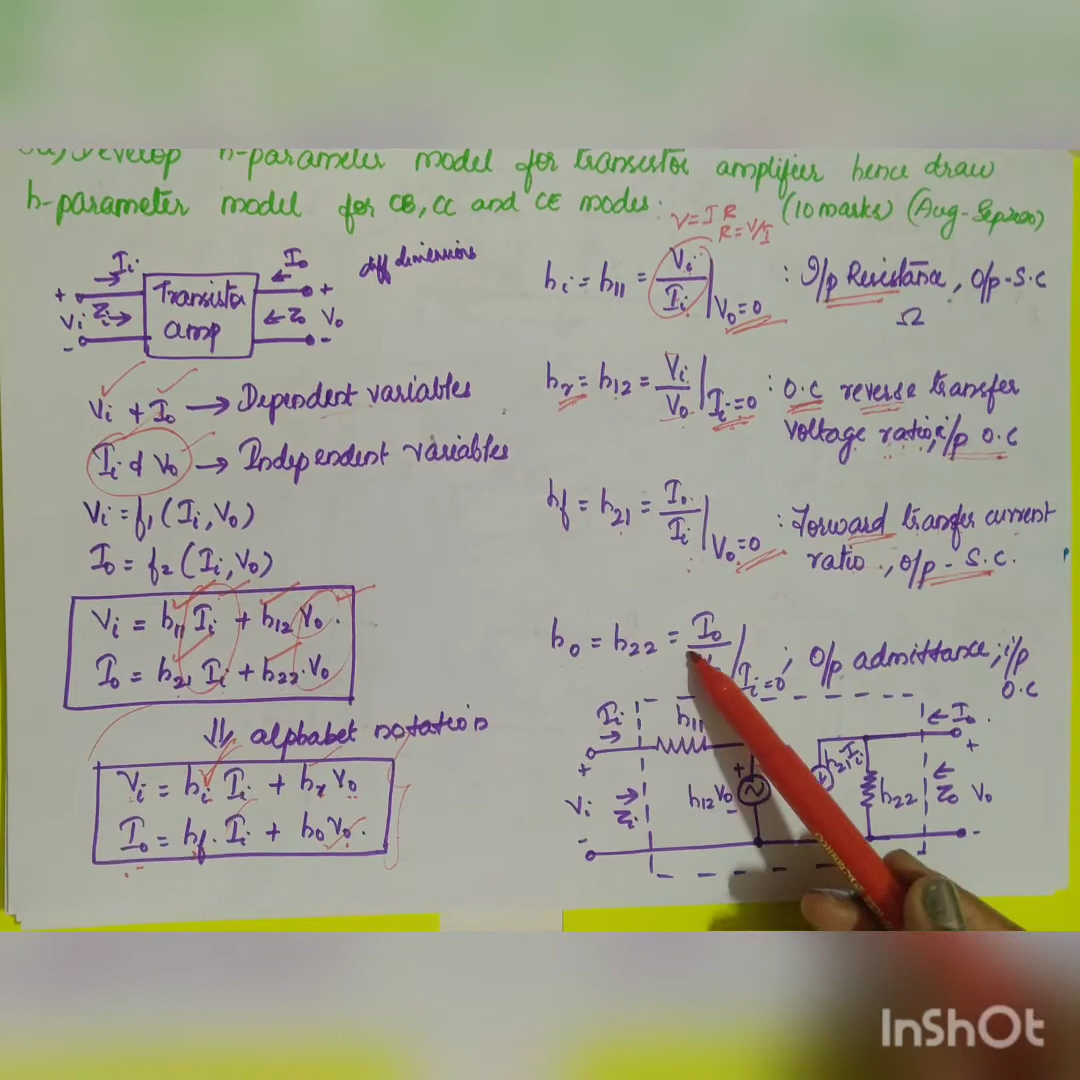 Develop h-parameter model for transistor amplifier hence draw
h-parameter model for CB, CC and CE modes. (10 marks) (Aug-Sep 2020)
V=IR
R=V/I
Ii Io
diff dimensions
+ Zi → Transistor amp ← Zo +
Vi Vo
- -
Vi + Io → Dependent variables
Ii & Vo → Independent variables
Vi = f1 (Ii, Vo)
Io = f2 (Ii, Vo)
Vi = h11 Ii + h12 Vo.
Io = h21 Ii + h22.Vo
⇓ alphabet notation
Vi = hi Ii + hr Vo
Io = hf. Ii + ho Vo.
hi = h11 = Vi/Ii | Vo=0 : I/p Resistance, O/p-S.C
Ω
hr = h12 = Vi/Vo | Ii=0 : O.C reverse transfer
voltage ratio, i/p O.C
hf = h21 = Io/Ii | Vo=0 : Forward transfer current
ratio, o/p - S.C.
ho = h22 = Io/ | Ii=0 ; O/p admittance; i/p
O.C
Ii → h11 ← Io.
+ + h21Ii +
Vi Zi → h12Vo h22 ← Zo Vo
- - -
InShOt